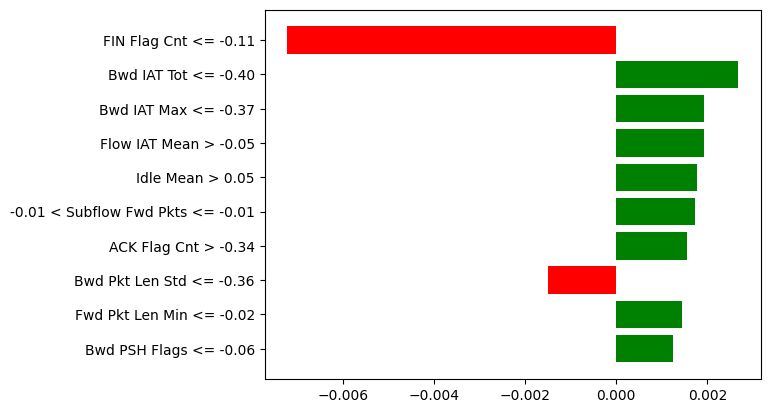 FIN Flag Cnt <= -0.11
Bwd IAT Tot <= -0.40
Bwd IAT Max <= -0.37
Flow IAT Mean > -0.05
Idle Mean > 0.05
-0.01 < Subflow Fwd Pkts <= -0.01
ACK Flag Cnt > -0.34
Bwd Pkt Len Std <= -0.36
Fwd Pkt Len Min <= -0.02
Bwd PSH Flags <= -0.06
−0.006 −0.004 −0.002 0.000 0.002